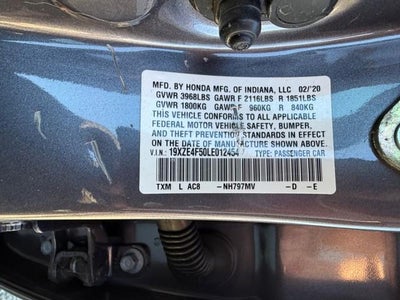 MFD. BY HONDA MFG. OF INDIANA, LLC 02/'20
GVWR 3968LBS GAWR F 2116LBS R 1851LBS
GVWR 1800KG GAWR F 960KG R 840KG
THIS VEHICLE CONFORMS TO ALL APPLICABLE
FEDERAL MOTOR VEHICLE SAFETY, BUMPER,
AND THEFT PREVENTION STANDARDS IN EFFECT
ON THE DATE OF MANUFACTURE SHOWN ABOVE.
V.I.N: 19XZE4F50LE012454 TYPE: PASSENGER CAR
TXM L AC8 -NH797MV -D -E